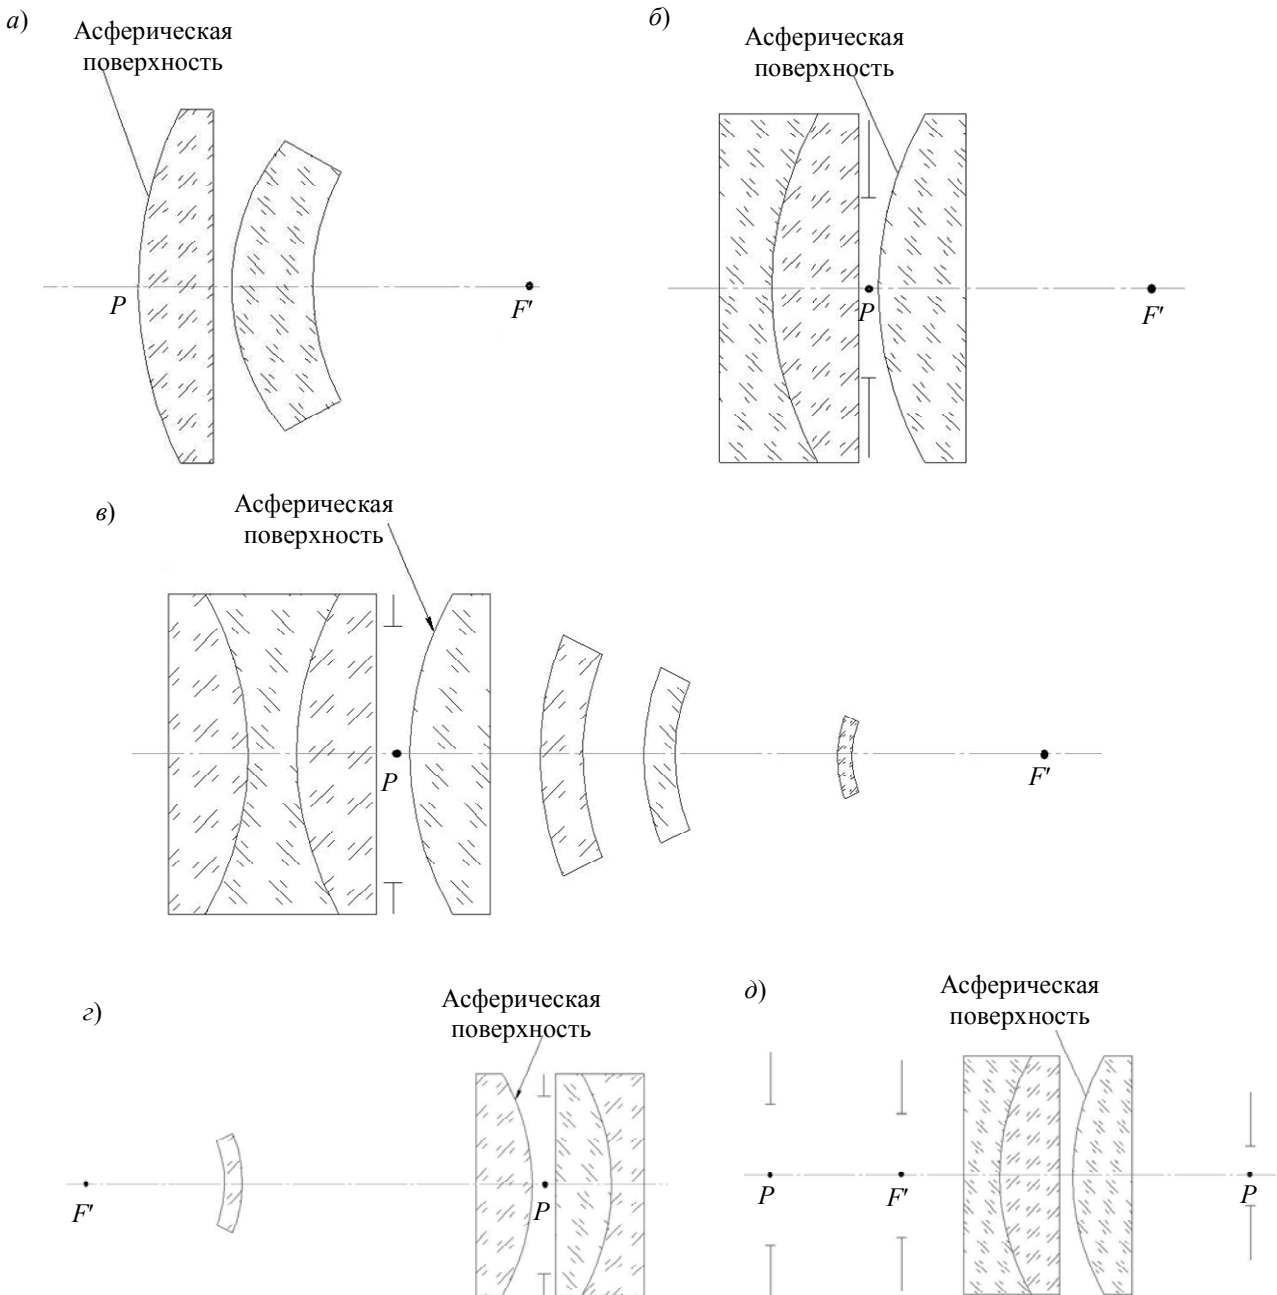 а)
Асферическая
поверхность
P
F'
б)
Асферическая
поверхность
P
F'
в)
Асферическая
поверхность
P
F'
г)
Асферическая
поверхность
F'
P
д)
Асферическая
поверхность
P
F'
P